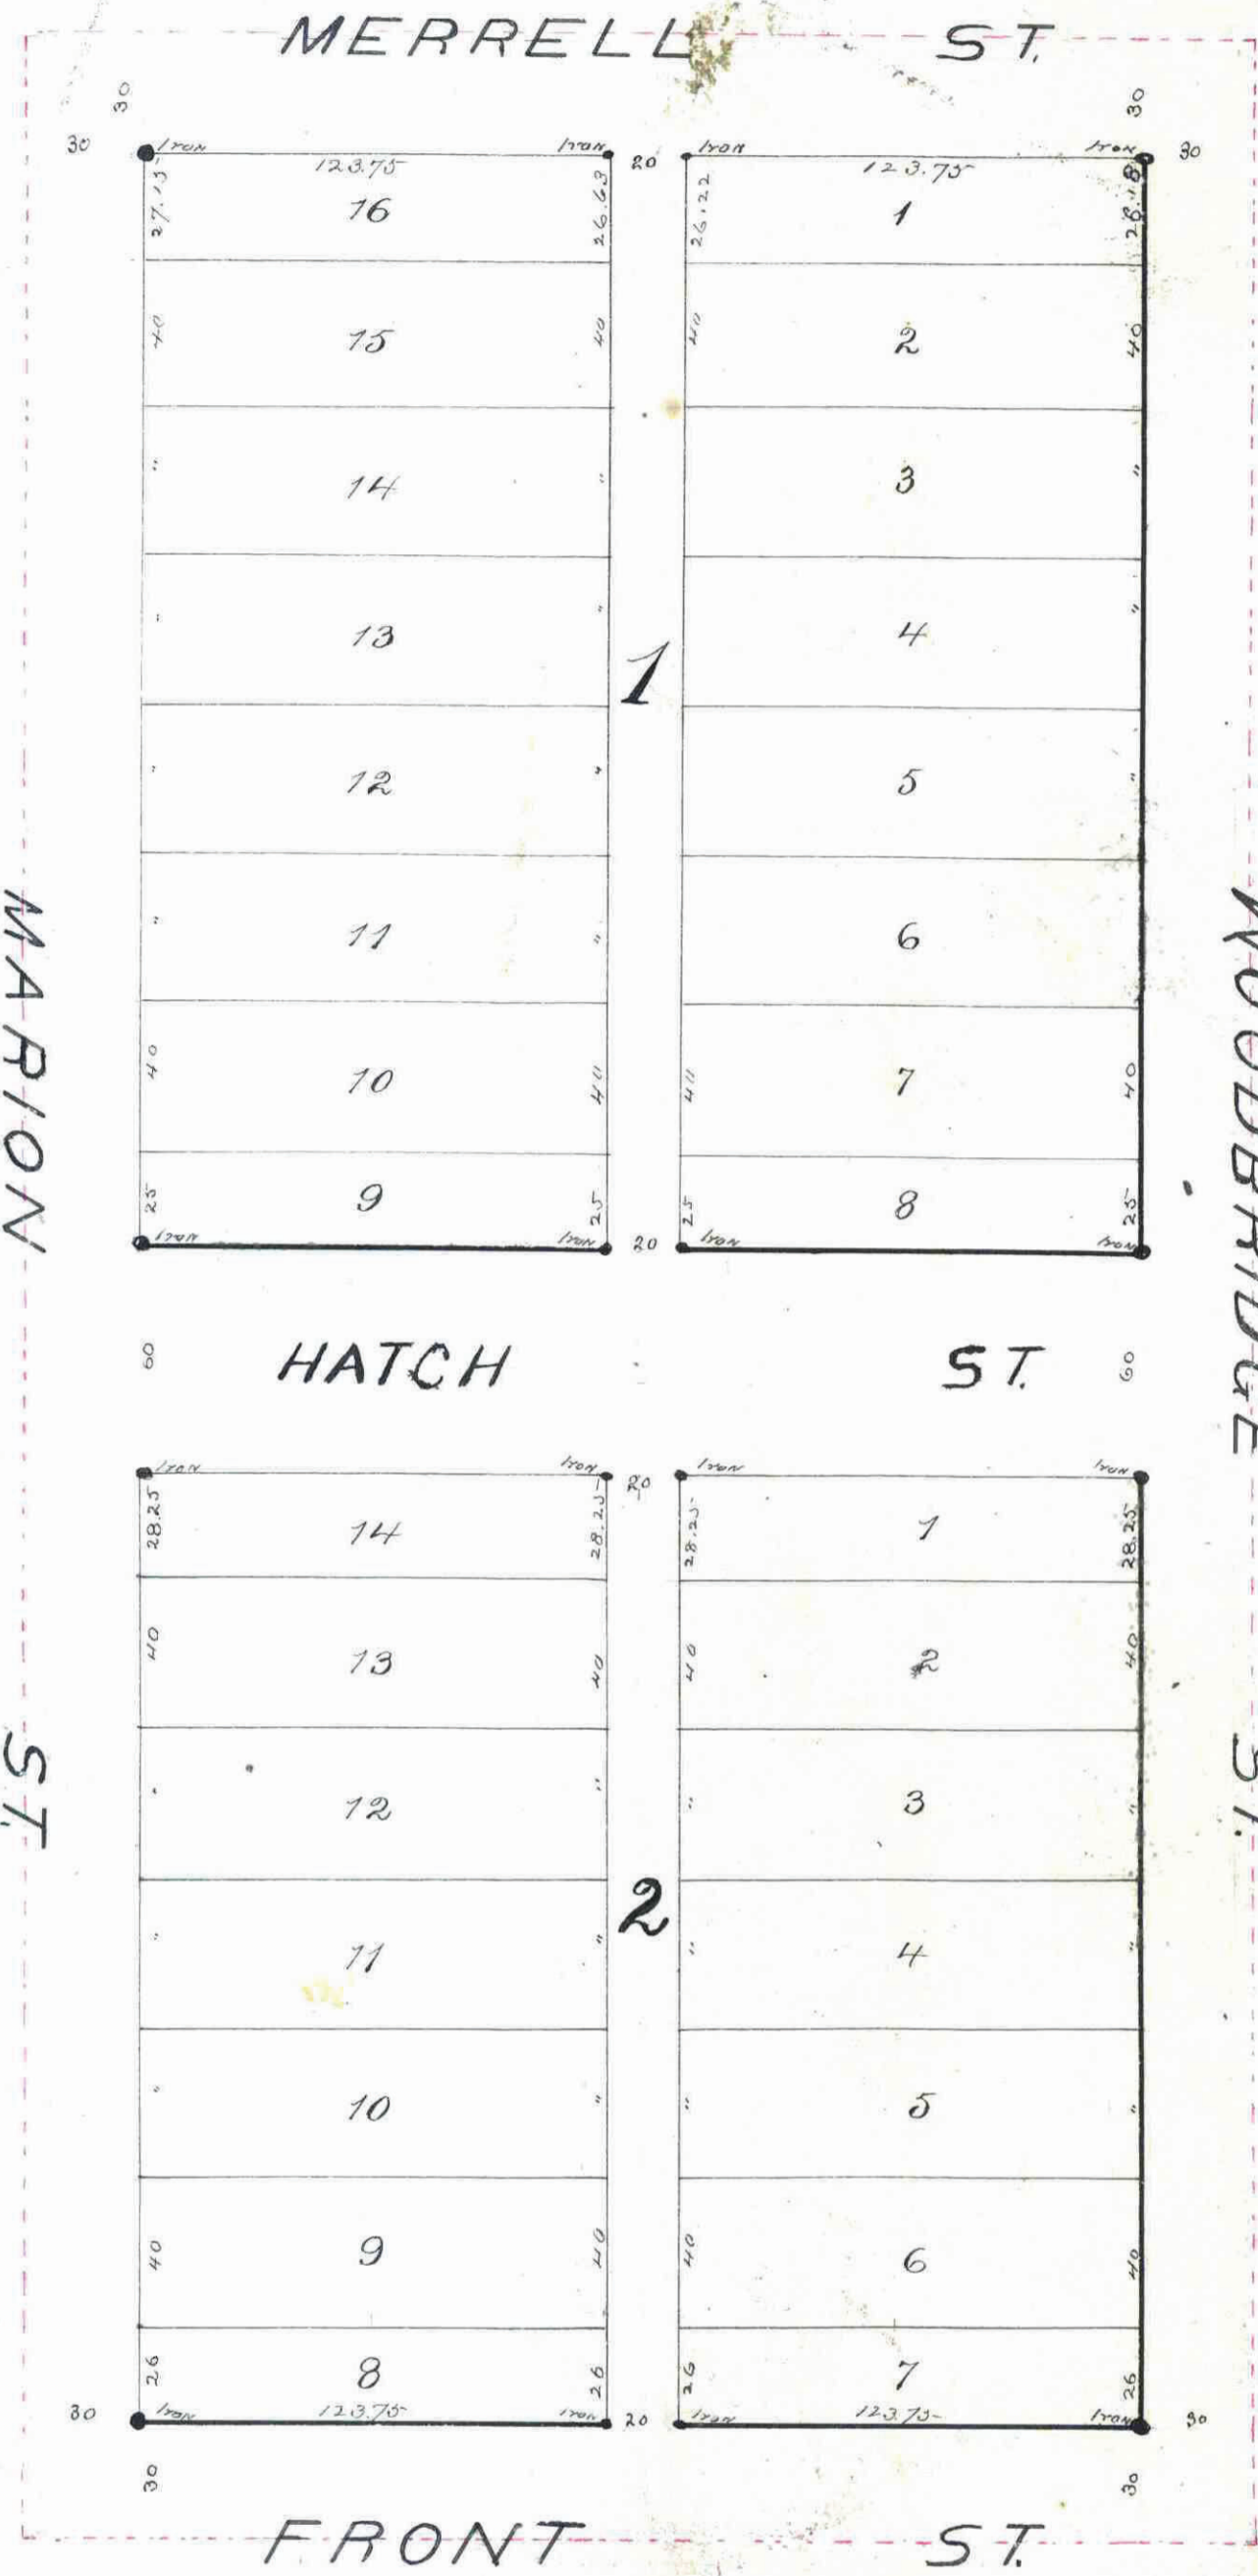 MERRELL ST.
30 30
30 Iron Iron 20 Iron Iron 30
123.75 123.75
27.15 16 26.63 26.22 1
40 15 40 40 2 40
" 14 " 3 "
" 13 " 4 "
1
" 12 " 5 "
" 11 " 6 "
40 10 40 40 7 40
25 9 25 25 8 25
Iron Iron 20 Iron Iron
60 HATCH ST. 60
Iron Iron 20 Iron Iron
28.25 14 28.25 28.25 1 28.25
40 13 40 40 2 40
" 12 " " 3 "
2
" 11 " " 4 "
" 10 " " 5 "
40 9 40 40 6 40
26 8 26 26 7 26
30 Iron 123.75 Iron 20 Iron 123.75 Iron 30
30 30
FRONT ST.
MARION ST.
WOODBRIDGE ST.